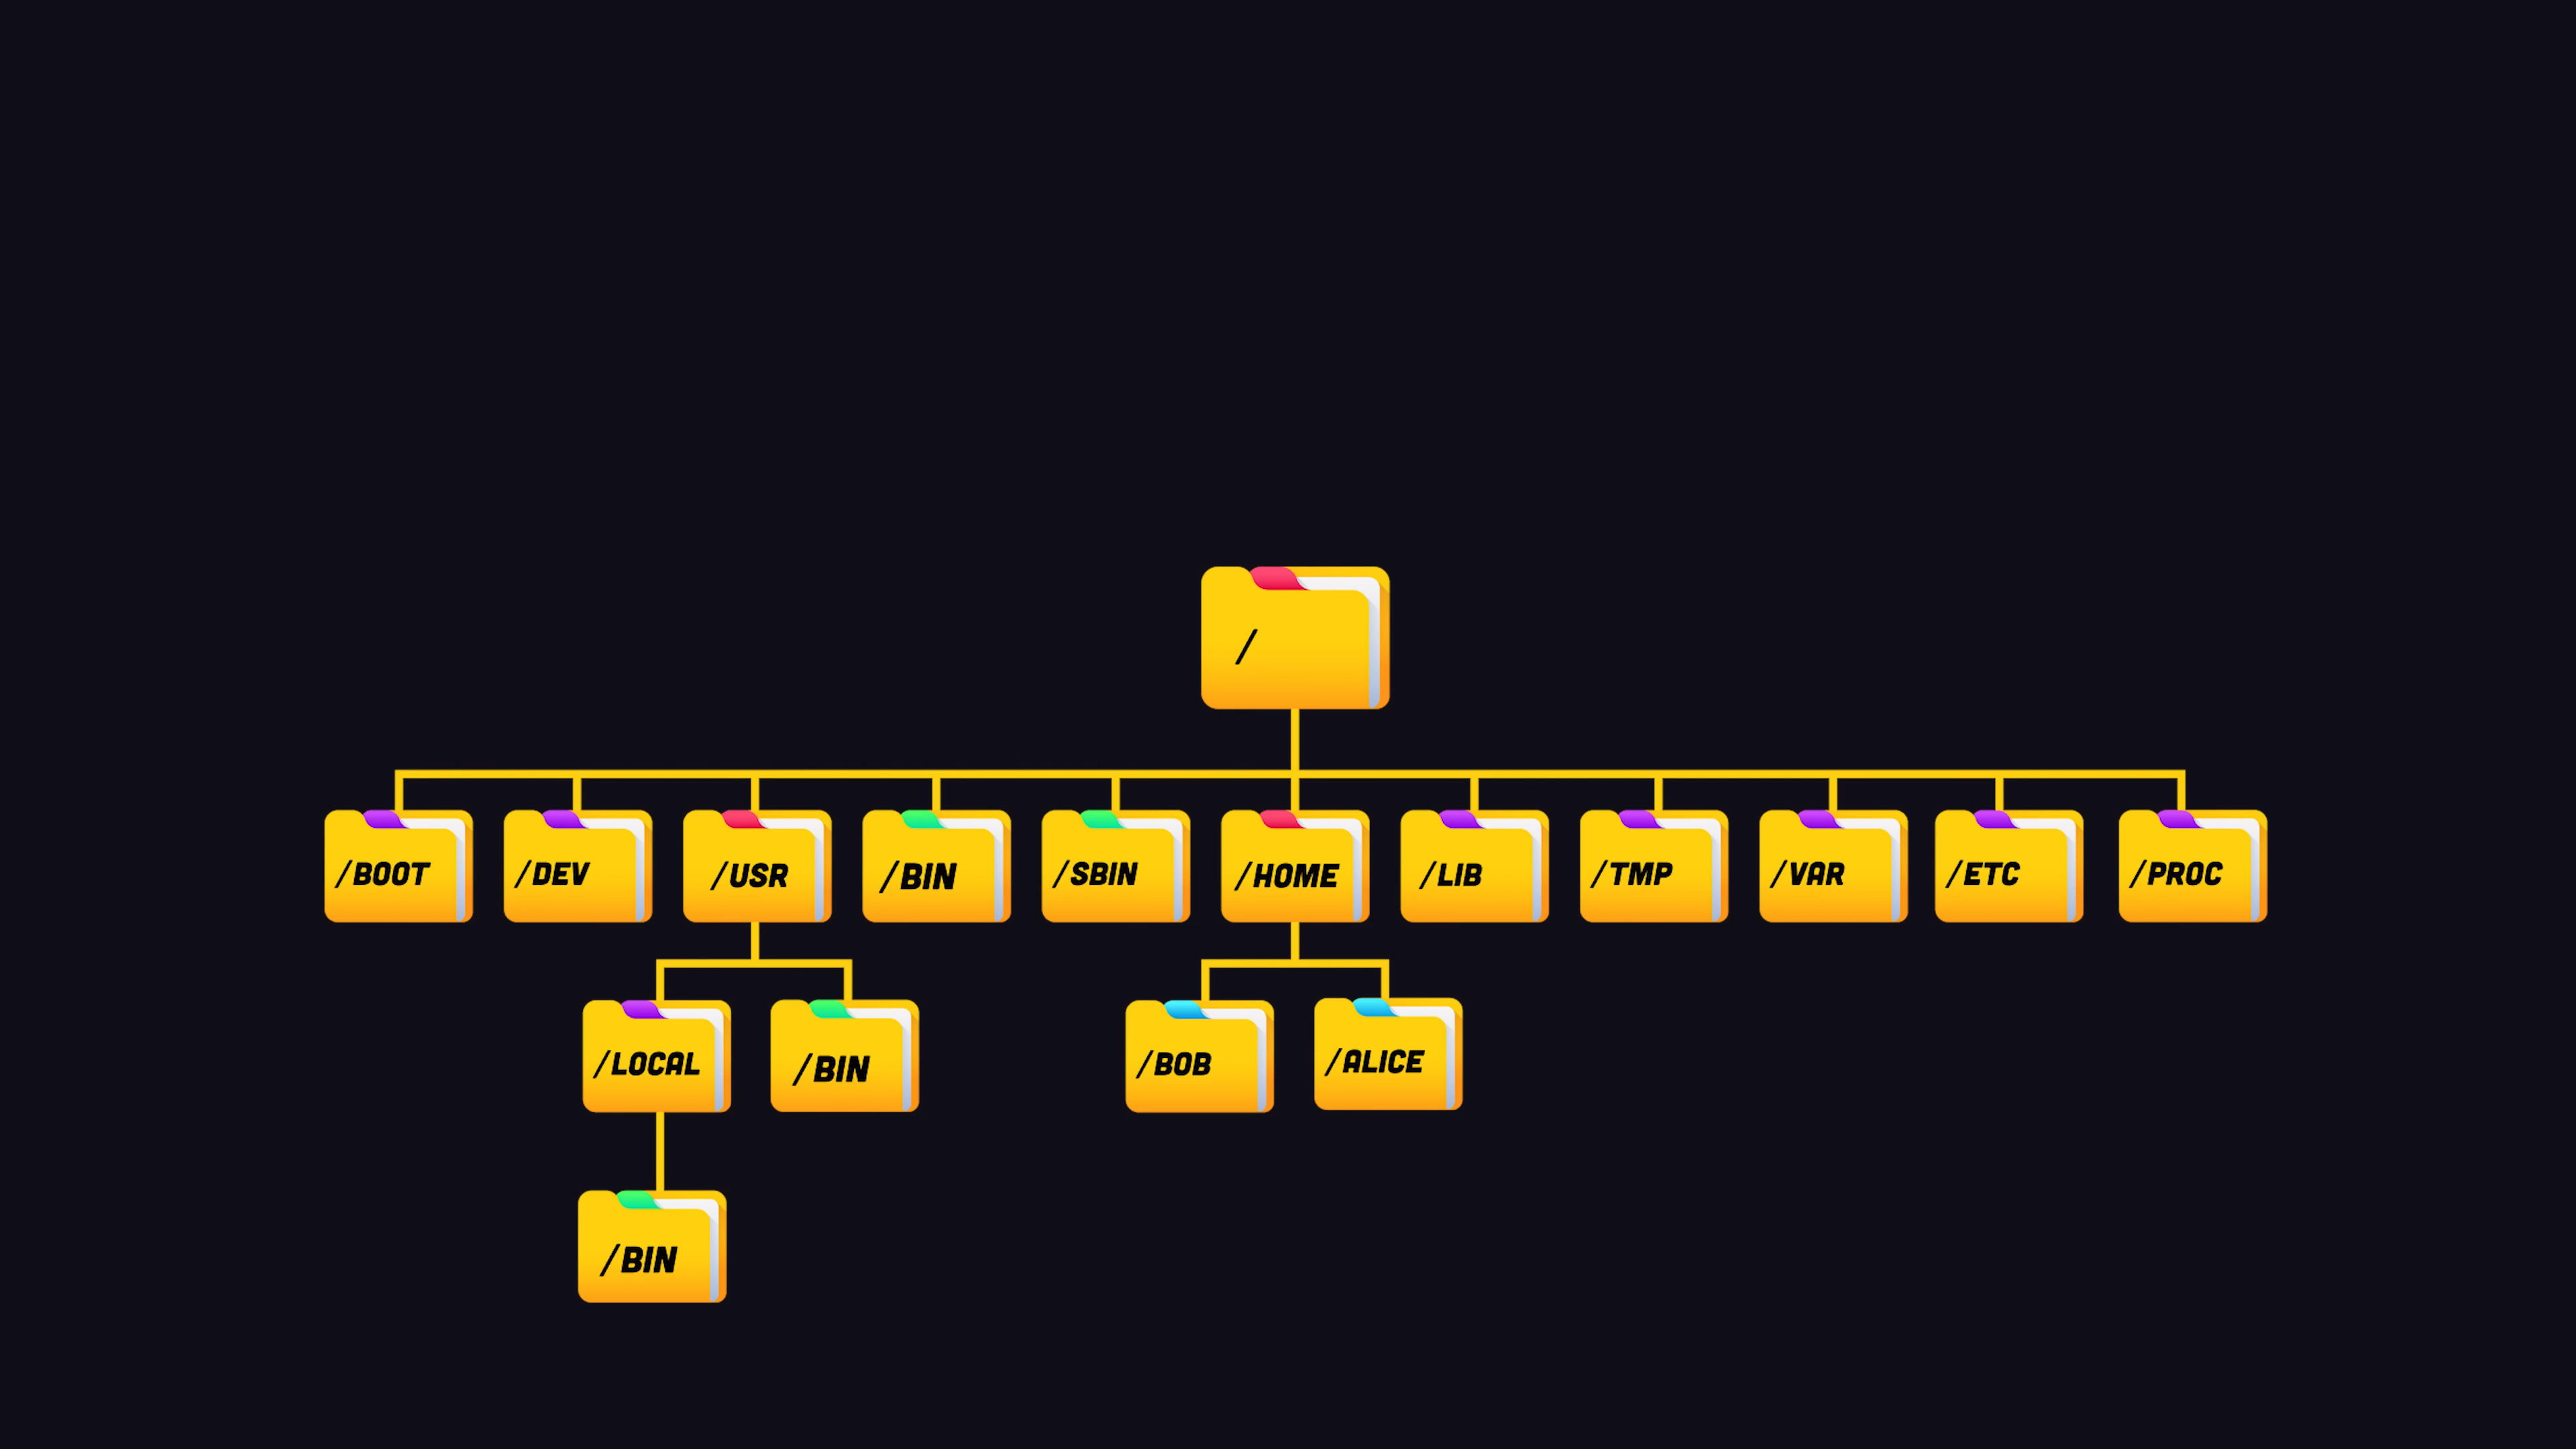 /
/BOOT
/DEV
/USR
/BIN
/SBIN
/HOME
/LIB
/TMP
/VAR
/ETC
/PROC
/LOCAL
/BIN
/BOB
/ALICE
/BIN